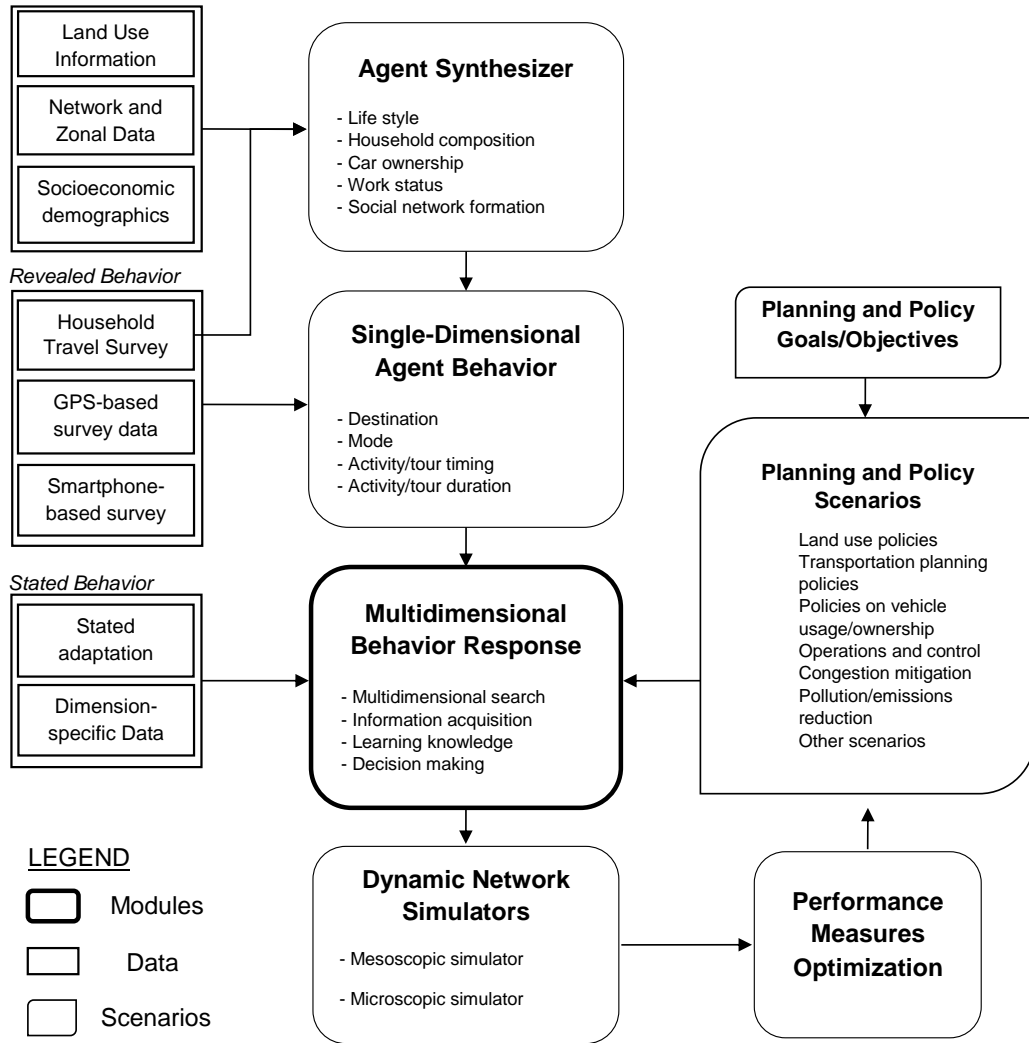 Land Use
Information
Network and
Zonal Data
Socioeconomic
demographics
Revealed Behavior
Household
Travel Survey
GPS-based
survey data
Smartphone-
based survey
Stated Behavior
Stated
adaptation
Dimension-
specific Data
LEGEND
Modules
Data
Scenarios
Agent Synthesizer
- Life style
- Household composition
- Car ownership
- Work status
- Social network formation
Single-Dimensional
Agent Behavior
- Destination
- Mode
- Activity/tour timing
- Activity/tour duration
Multidimensional
Behavior Response
- Multidimensional search
- Information acquisition
- Learning knowledge
- Decision making
Dynamic Network
Simulators
- Mesoscopic simulator
- Microscopic simulator
Planning and Policy
Goals/Objectives
Planning and Policy
Scenarios
Land use policies
Transportation planning
policies
Policies on vehicle
usage/ownership
Operations and control
Congestion mitigation
Pollution/emissions
reduction
Other scenarios
Performance
Measures
Optimization